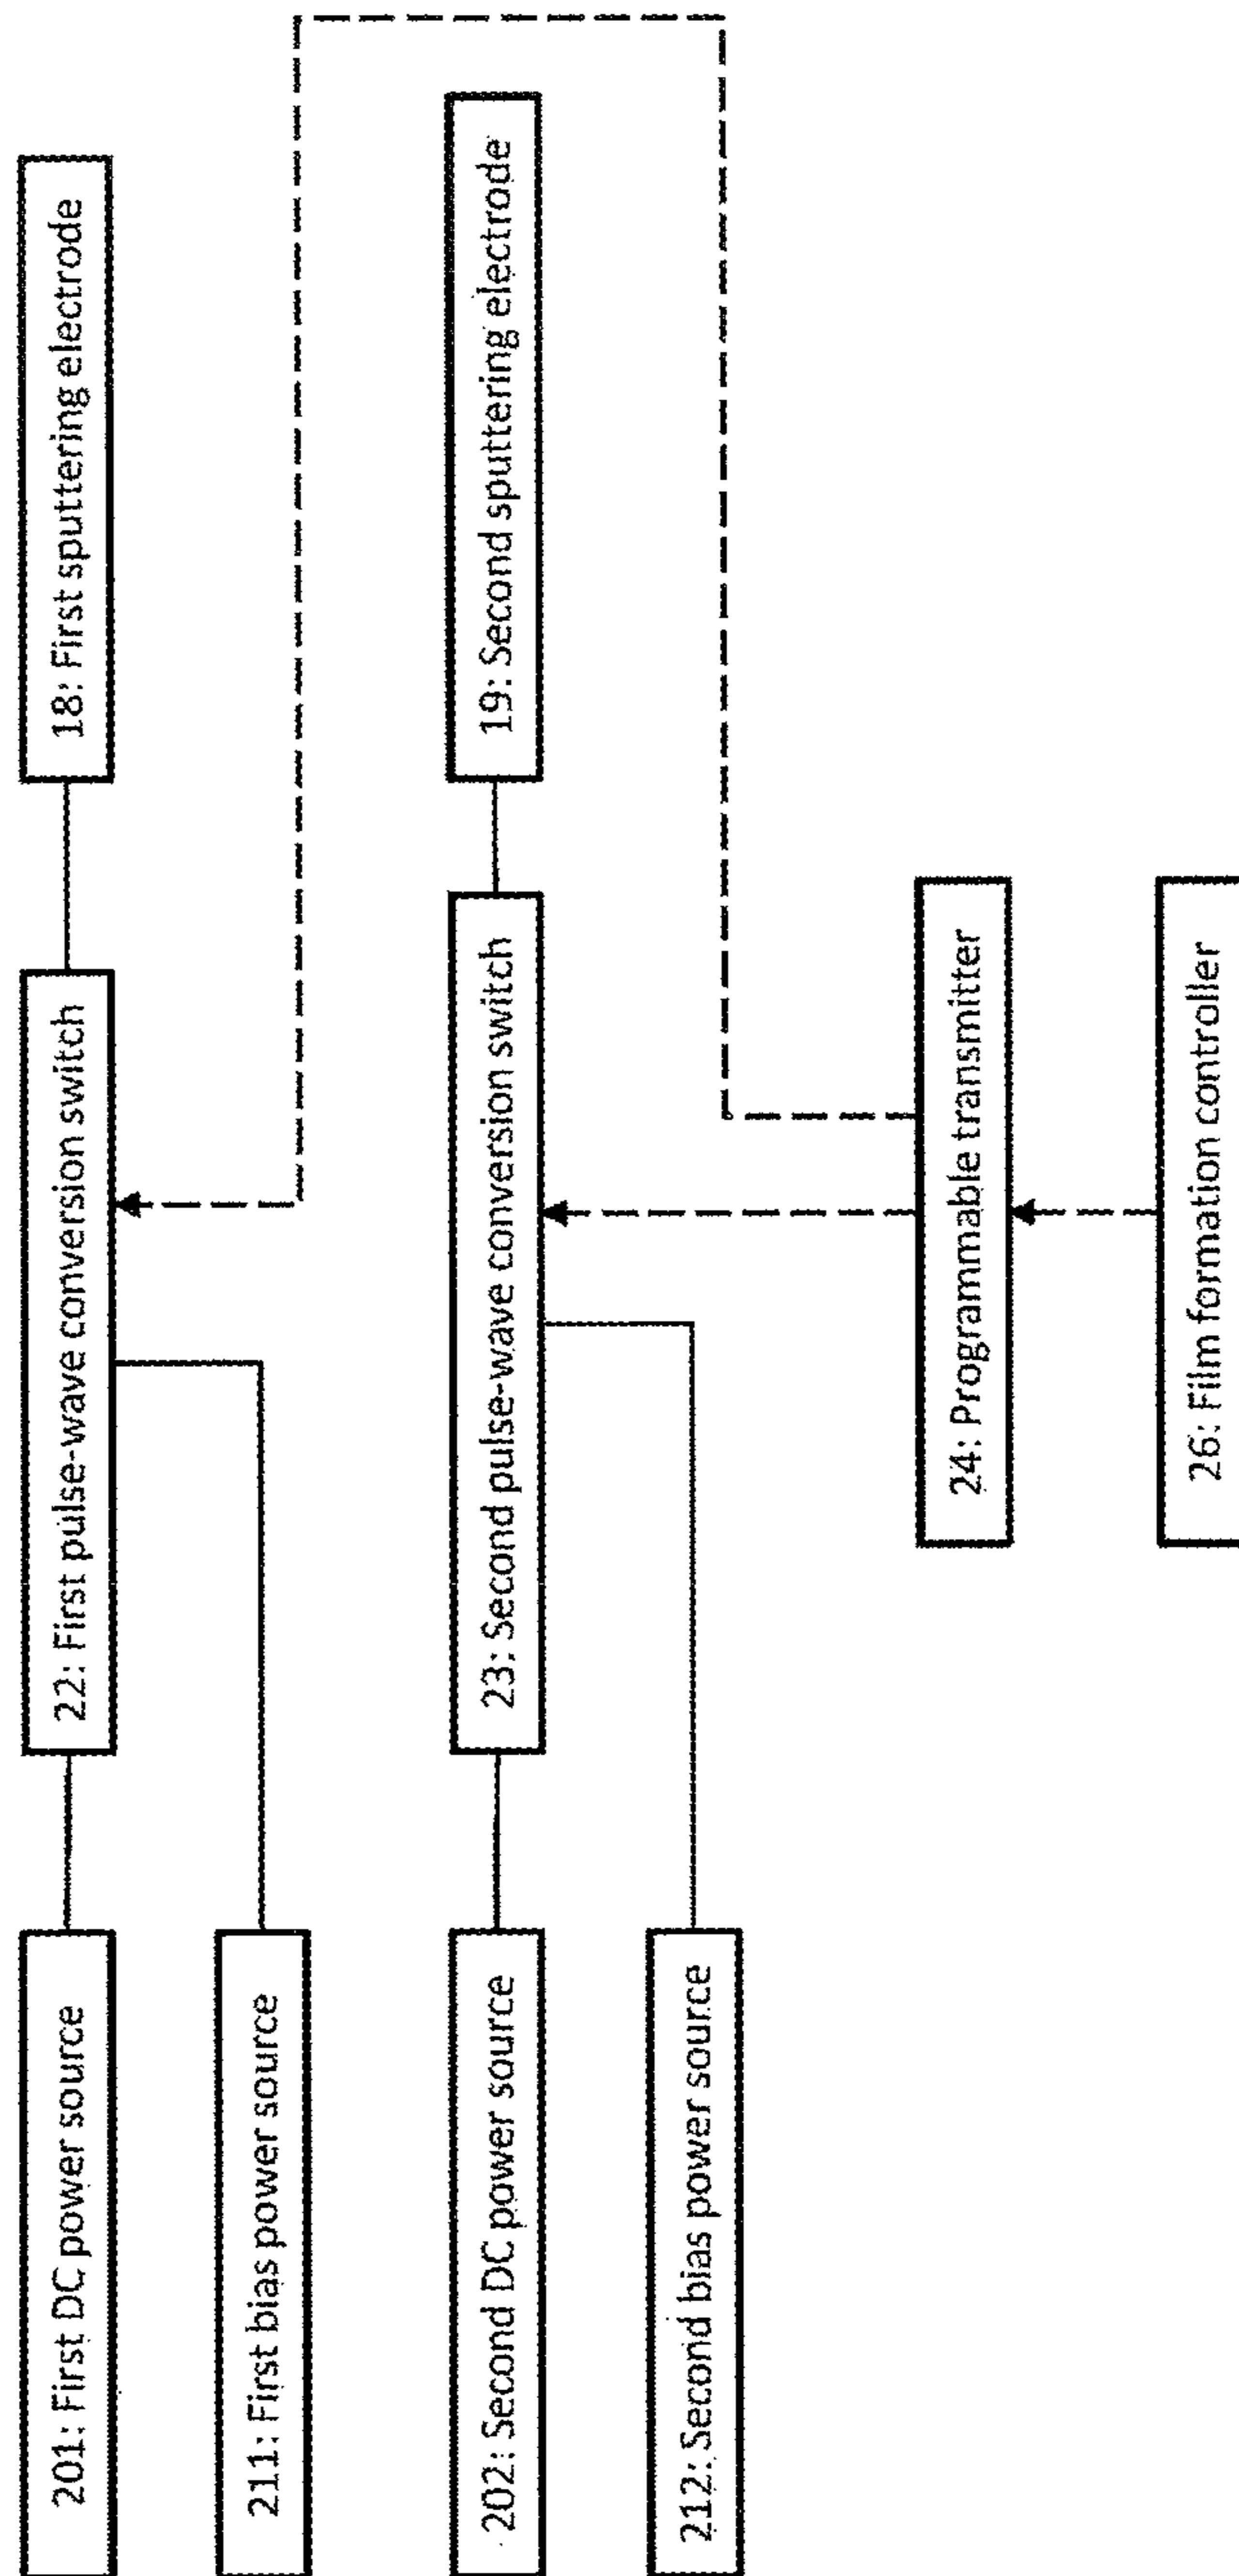 201: First DC power source
22: First pulse-wave conversion switch
18: First sputtering electrode
211: First bias power source
202: Second DC power source
23: Second pulse-wave conversion switch
19: Second sputtering electrode
212: Second bias power source
24: Programmable transmitter
26: Film formation controller